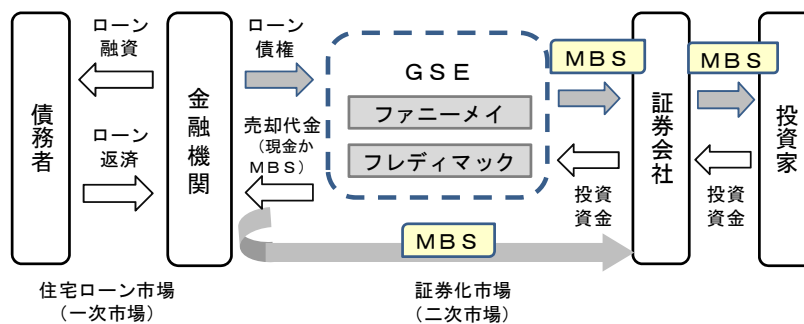 ローン
融資
ローン
返済
債務者
金融機関
ローン
債権
売却代金
（現金か
ＭＢＳ）
ＧＳＥ
ファニーメイ
フレディマック
ＭＢＳ
ＭＢＳ
投資
資金
証券会社
投資
資金
投資家
ＭＢＳ
住宅ローン市場
（一次市場）
証券化市場
（二次市場）